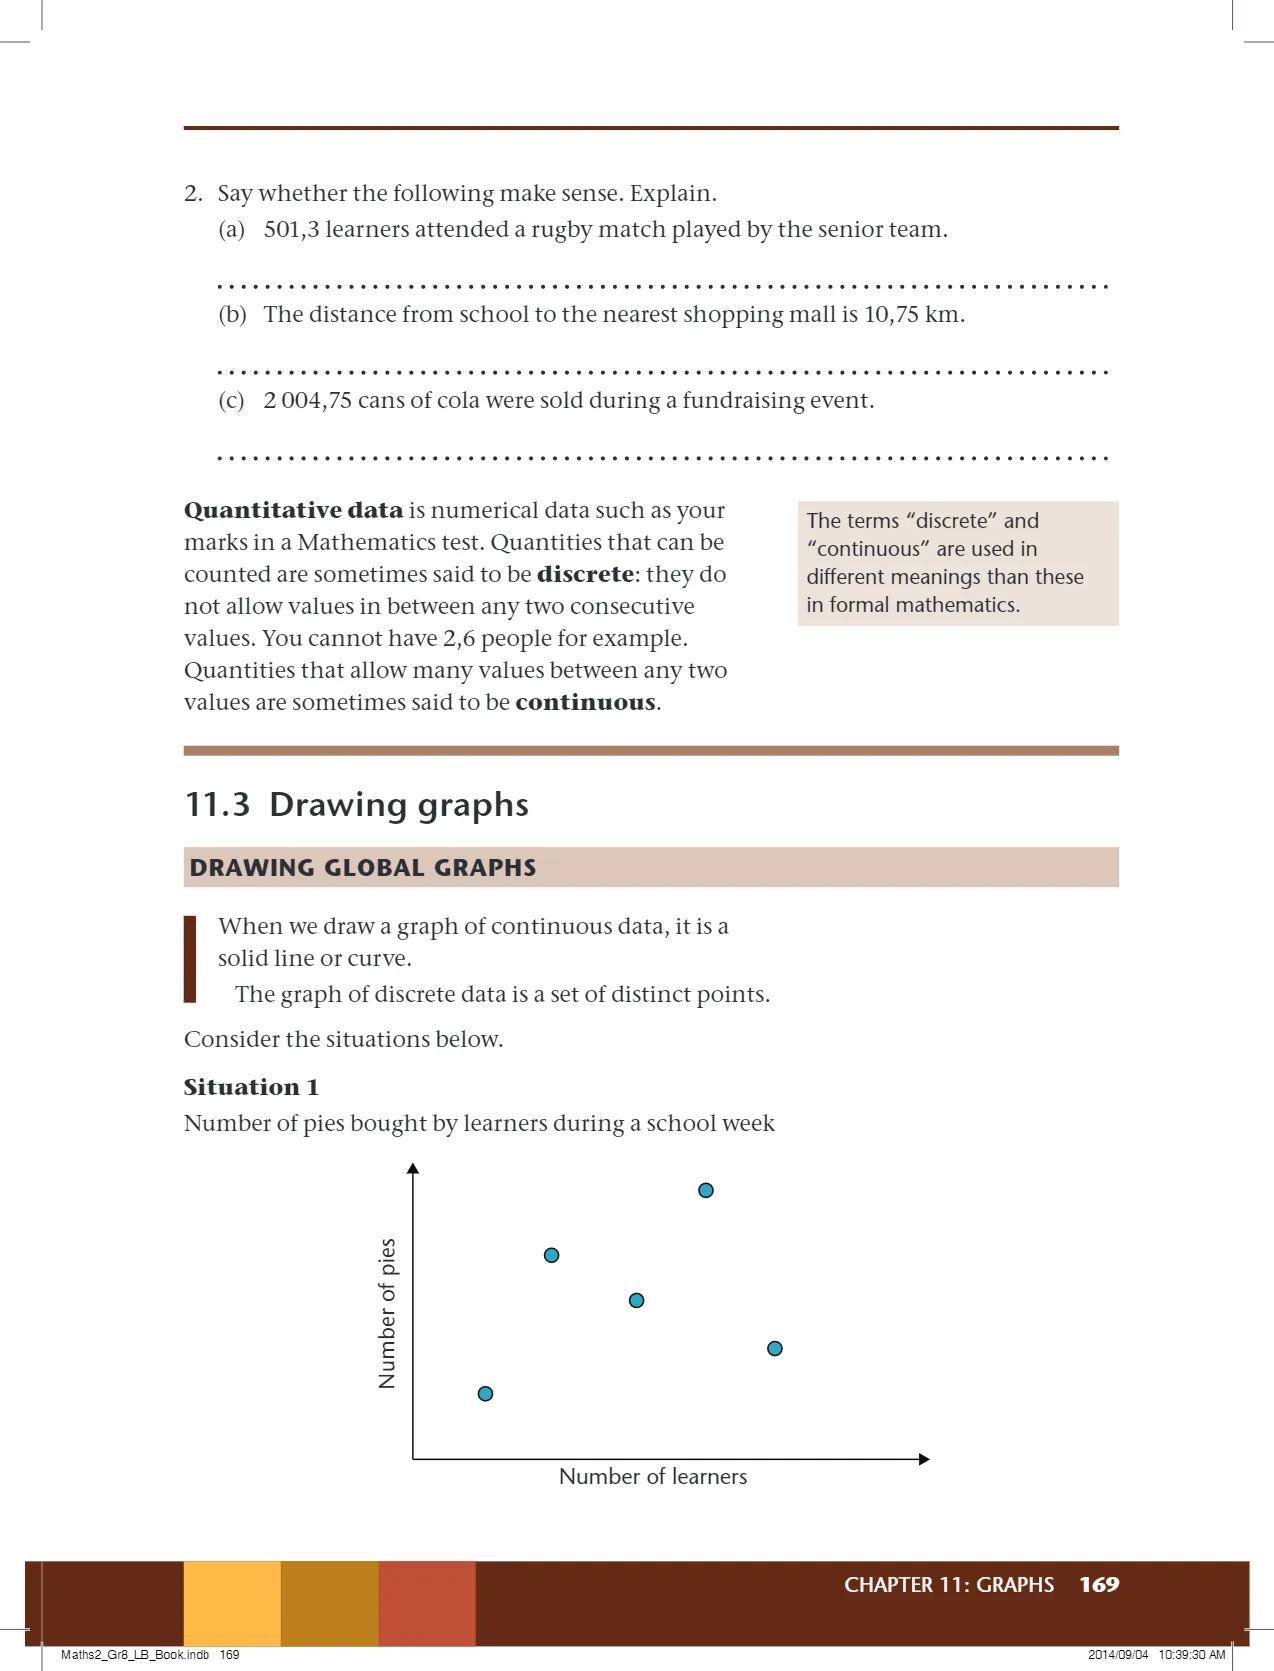 2. Say whether the following make sense. Explain.
(a) 501,3 learners attended a rugby match played by the senior team.
(b) The distance from school to the nearest shopping mall is 10,75 km.
(c) 2 004,75 cans of cola were sold during a fundraising event.
Quantitative data is numerical data such as your
marks in a Mathematics test. Quantities that can be
counted are sometimes said to be discrete: they do
not allow values in between any two consecutive
values. You cannot have 2,6 people for example.
Quantities that allow many values between any two
values are sometimes said to be continuous.
The terms “discrete” and
“continuous” are used in
different meanings than these
in formal mathematics.
11.3 Drawing graphs
DRAWING GLOBAL GRAPHS
When we draw a graph of continuous data, it is a
solid line or curve.
The graph of discrete data is a set of distinct points.
Consider the situations below.
Situation 1
Number of pies bought by learners during a school week
Number of pies
Number of learners
CHAPTER 11: GRAPHS 169
Maths2_Gr8_LB_Book.indb 169
2014/09/04 10:39:30 AM